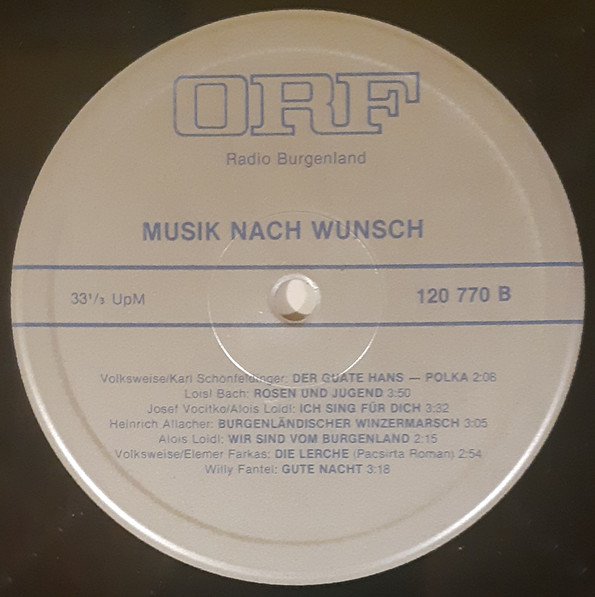 ORF
Radio Burgenland
MUSIK NACH WUNSCH
33¹/₃ UpM
120 770 B
Volksweise/Karl Schönfeldinger: DER GUATE HANS — POLKA 2:08
Loisl Bach: ROSEN UND JUGEND 3:50
Josef Vocitko/Alois Loidl: ICH SING FÜR DICH 3:32
Heinrich Allacher: BURGENLÄNDISCHER WINZERMARSCH 3:05
Alois Loidl: WIR SIND VOM BURGENLAND 2:15
Volksweise/Elemer Farkas: DIE LERCHE (Pacsirta Roman) 2:54
Willy Fantel: GUTE NACHT 3:18